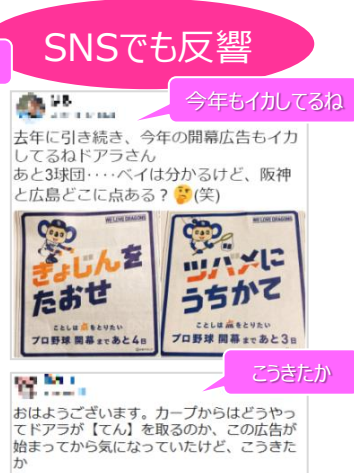 SNSでも反響
今年もイカしてるね
去年に引き続き、今年の開幕広告もイカ
してるねドアラさん
あと3球団‥‥ベイは分かるけど、阪神
と広島どこに点ある？🤔(笑)
WE LOVE DRAGONS
きょしんを
たおせ
ことしは点をとりたい
プロ野球 開幕 まで あと4日
WE LOVE DRAGONS
ツハメに
うちかて
ことしは点をとりたい
プロ野球 開幕 まで あと3日
こうきたか
おはようございます。カープからはどうやっ
てドアラが【てん】を取るのか、この広告が
始まってから気になっていたけど、こうきた
か